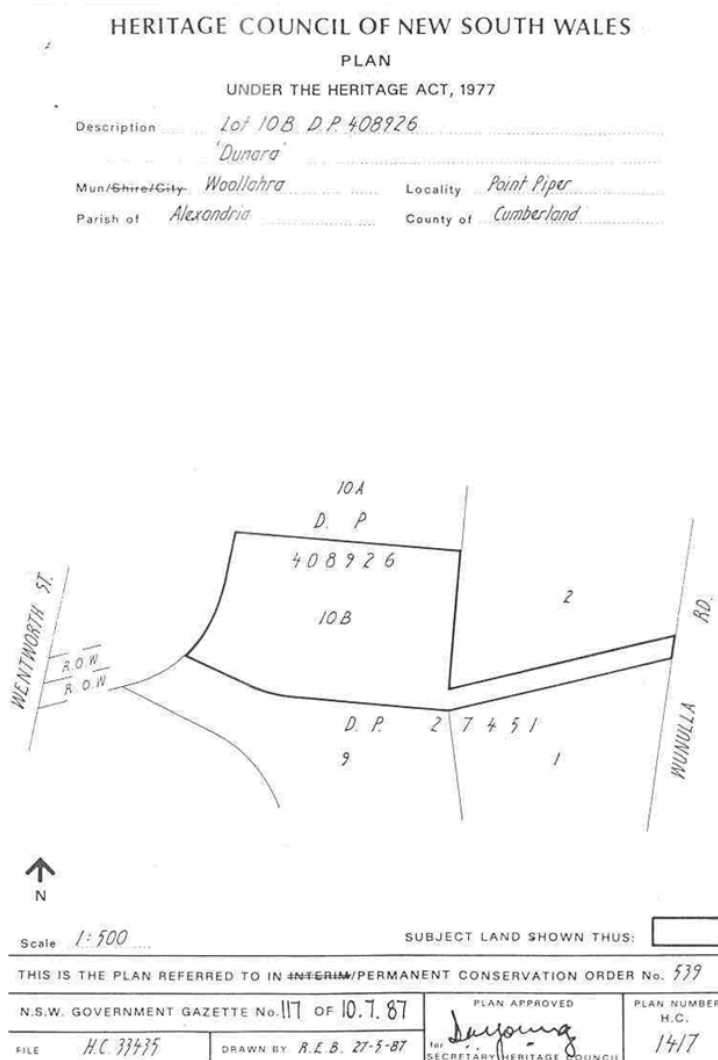 HERITAGE COUNCIL OF NEW SOUTH WALES
PLAN
UNDER THE HERITAGE ACT, 1977
Description Lot 10B D.P. 408926
'Dunara'
Mun/Shire/City Woollahra Locality Point Piper
Parish of Alexandria County of Cumberland
10A
D. P
408926
10B
2
WENTWORTH ST.
R.O.W
R.O.W
RD.
WUNULLA
D. P. 27451
9
1
N
Scale 1:500 SUBJECT LAND SHOWN THUS:
THIS IS THE PLAN REFERRED TO IN INTERIM/PERMANENT CONSERVATION ORDER No. 539
N.S.W. GOVERNMENT GAZETTE No. 117 OF 10.7.87
PLAN APPROVED
for
SECRETARY HERITAGE COUNCIL
PLAN NUMBER
H.C.
1417
FILE H.C. 33435 DRAWN BY R.E.B. 27-5-87